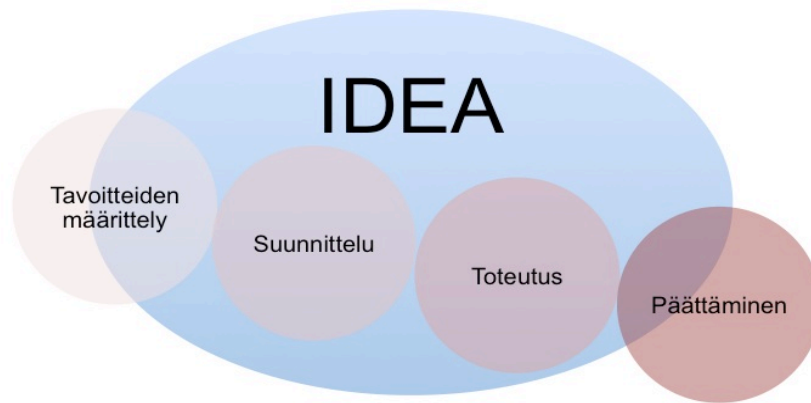 IDEA
Tavoitteiden
määrittely
Suunnittelu
Toteutus
Päättäminen